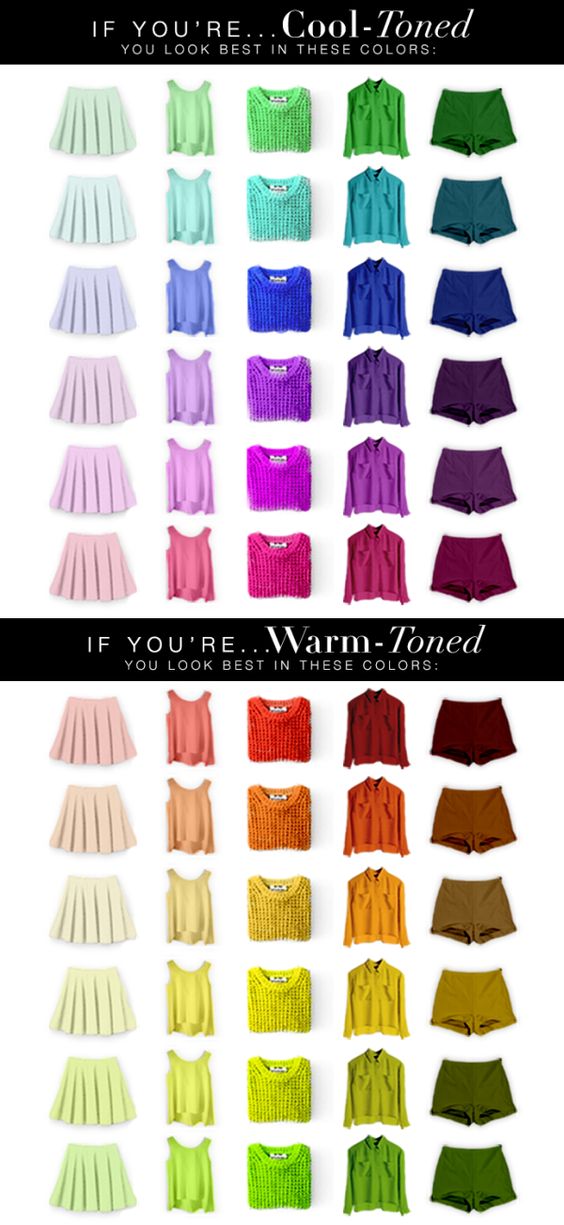 IF YOU'RE...Cool-Toned
YOU LOOK BEST IN THESE COLORS:
IF YOU'RE...Warm-Toned
YOU LOOK BEST IN THESE COLORS: